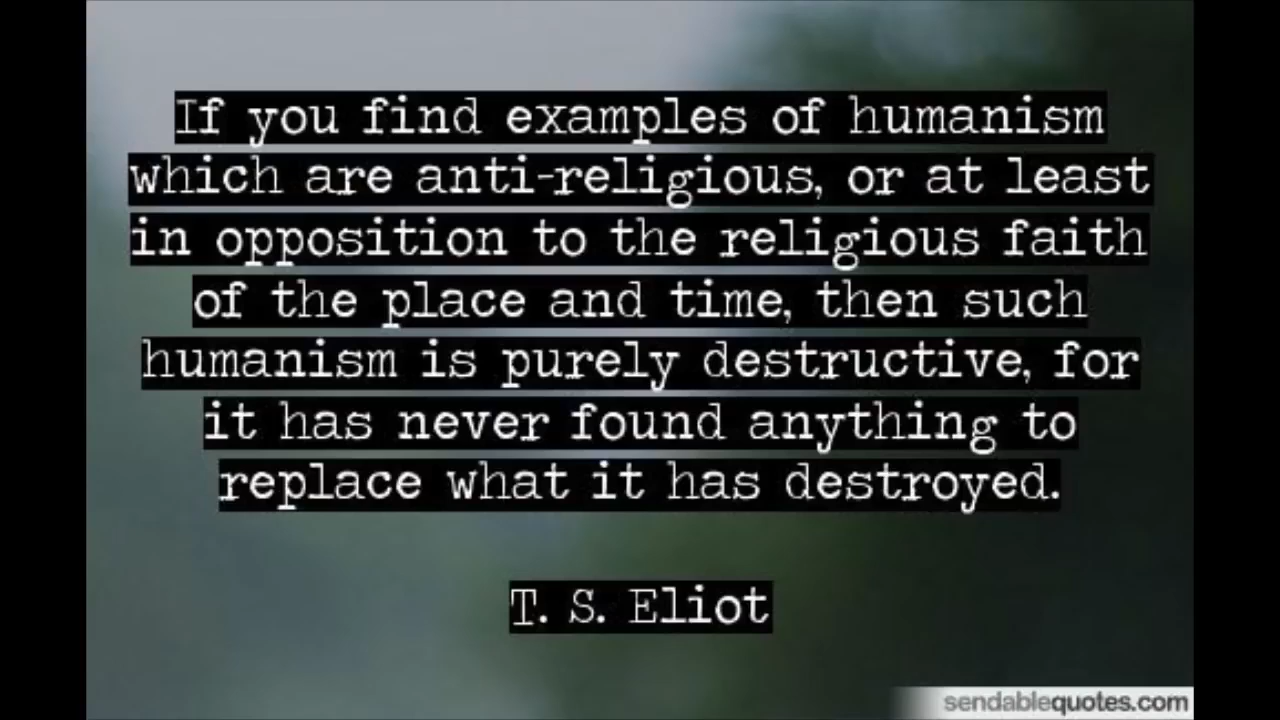 If you find examples of humanism
which are anti-religious, or at least
in opposition to the religious faith
of the place and time, then such
humanism is purely destructive, for
it has never found anything to
replace what it has destroyed.
T. S. Eliot
sendablequotes.com